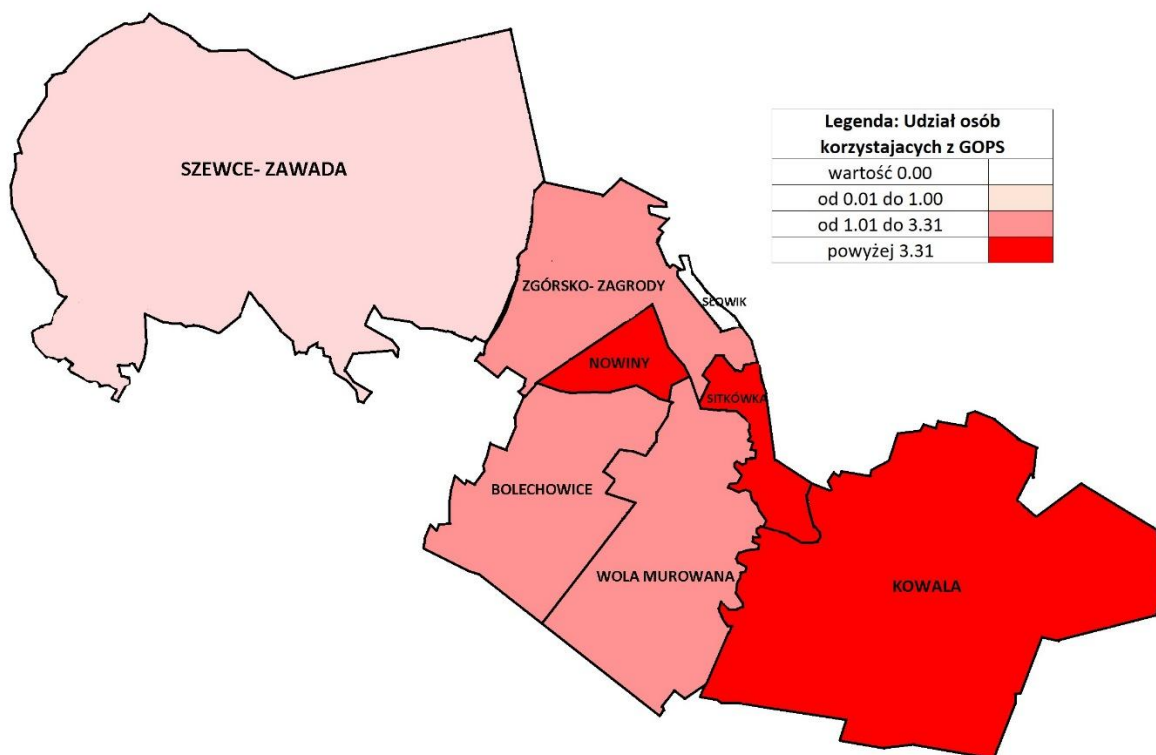 Legenda: Udział osób
korzystajacych z GOPS
wartość 0.00
od 0.01 do 1.00
od 1.01 do 3.31
powyżej 3.31
SZEWCE- ZAWADA
ZGÓRSKO- ZAGRODY
SŁOWIK
NOWINY
SITKÓWKA
BOLECHOWICE
WOLA MUROWANA
KOWALA